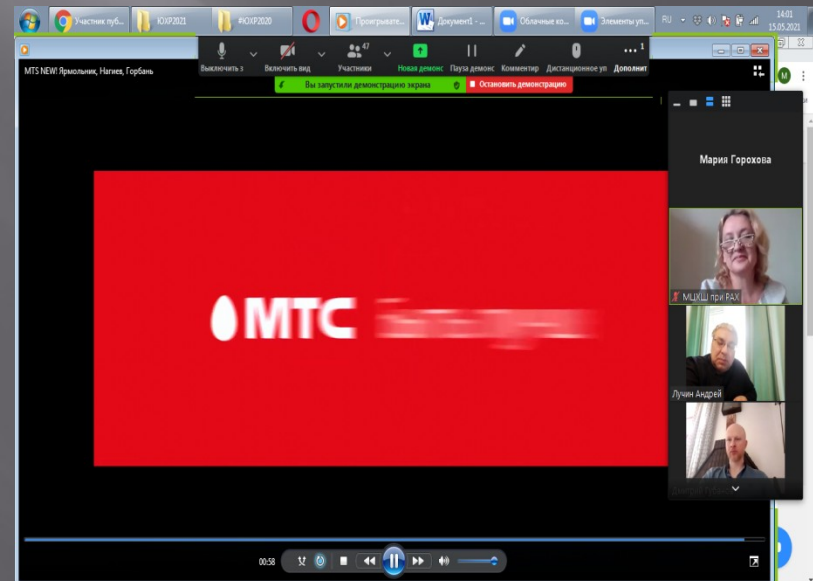 Участник пуб...
ЮХР2021
#ЮХР2020
Проигрывате...
Документ1 - ...
Облачные ко...
Элементы уп...
RU
14:01
15.05.2021
47
1
Выключить з
Включить вид
Участники
Новая демонс
Пауза демонс
Комментир
Дистанционное уп
Дополнит
MTS NEW! Ярмольник, Нагиев, Горбань
Вы запустили демонстрацию экрана
Остановить демонстрацию
Мария Горохова
МТС
МЦХШ при РАХ
Лучин Андрей
00:58